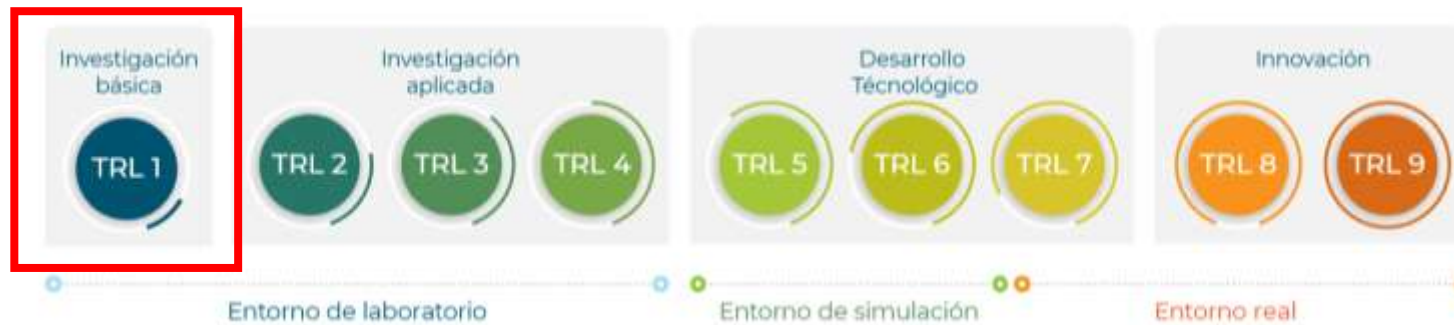 Investigación
básica
Investigación
aplicada
Desarrollo
Técnológico
Innovación
TRL 1
TRL 2
TRL 3
TRL 4
TRL 5
TRL 6
TRL 7
TRL 8
TRL 9
Entorno de laboratorio
Entorno de simulación
Entorno real